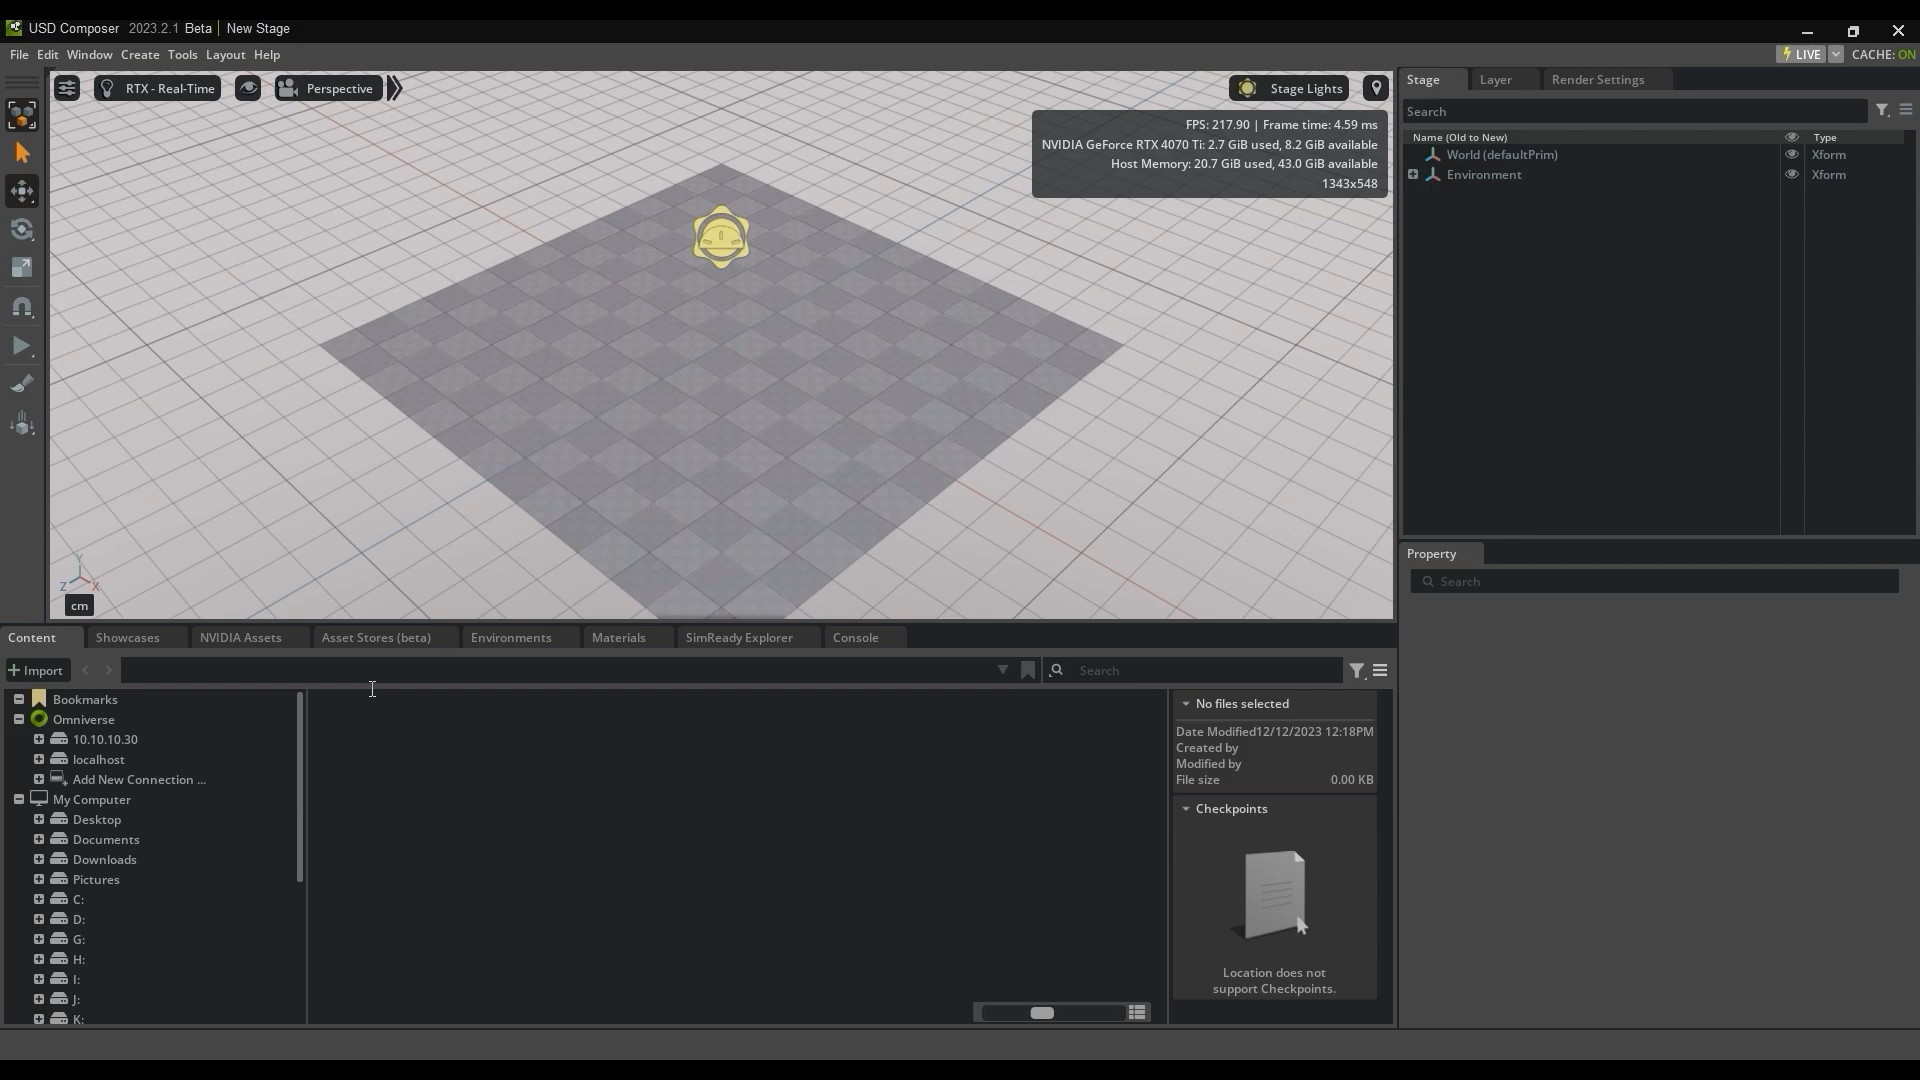 USD Composer 2023.2.1 Beta New Stage
File Edit Window Create Tools Layout Help
LIVE CACHE: ON
RTX - Real-Time Perspective Stage Lights
FPS: 217.90 | Frame time: 4.59 ms
NVIDIA GeForce RTX 4070 Ti: 2.7 GiB used, 8.2 GiB available
Host Memory: 20.7 GiB used, 43.0 GiB available
1343x548
Y
Z X
cm
Stage Layer Render Settings
Search
Name (Old to New) Type
World (defaultPrim) Xform
Environment Xform
Property
Search
Content Showcases NVIDIA Assets Asset Stores (beta) Environments Materials SimReady Explorer Console
Import Search
Bookmarks
Omniverse
10.10.10.30
localhost
Add New Connection ...
My Computer
Desktop
Documents
Downloads
Pictures
C:
D:
G:
H:
I:
J:
K:
No files selected
Date Modified12/12/2023 12:18PM
Created by
Modified by
File size 0.00 KB
Checkpoints
Location does not
support Checkpoints.